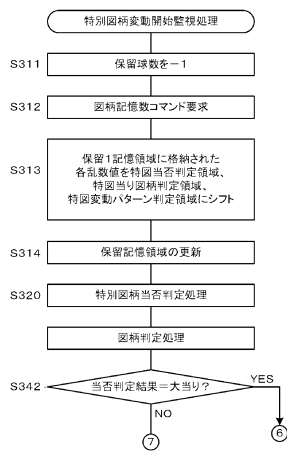 特別図柄変動開始監視処理
S311
保留球数を－1
S312
図柄記憶数コマンド要求
S313
保留1記憶領域に格納された
各乱数値を特図当否判定領域、
特図当り図柄判定領域、
特図変動パターン判定領域にシフト
S314
保留記憶領域の更新
S320
特別図柄当否判定処理
図柄判定処理
S342
当否判定結果＝大当り？
YES
NO
⑥
⑦